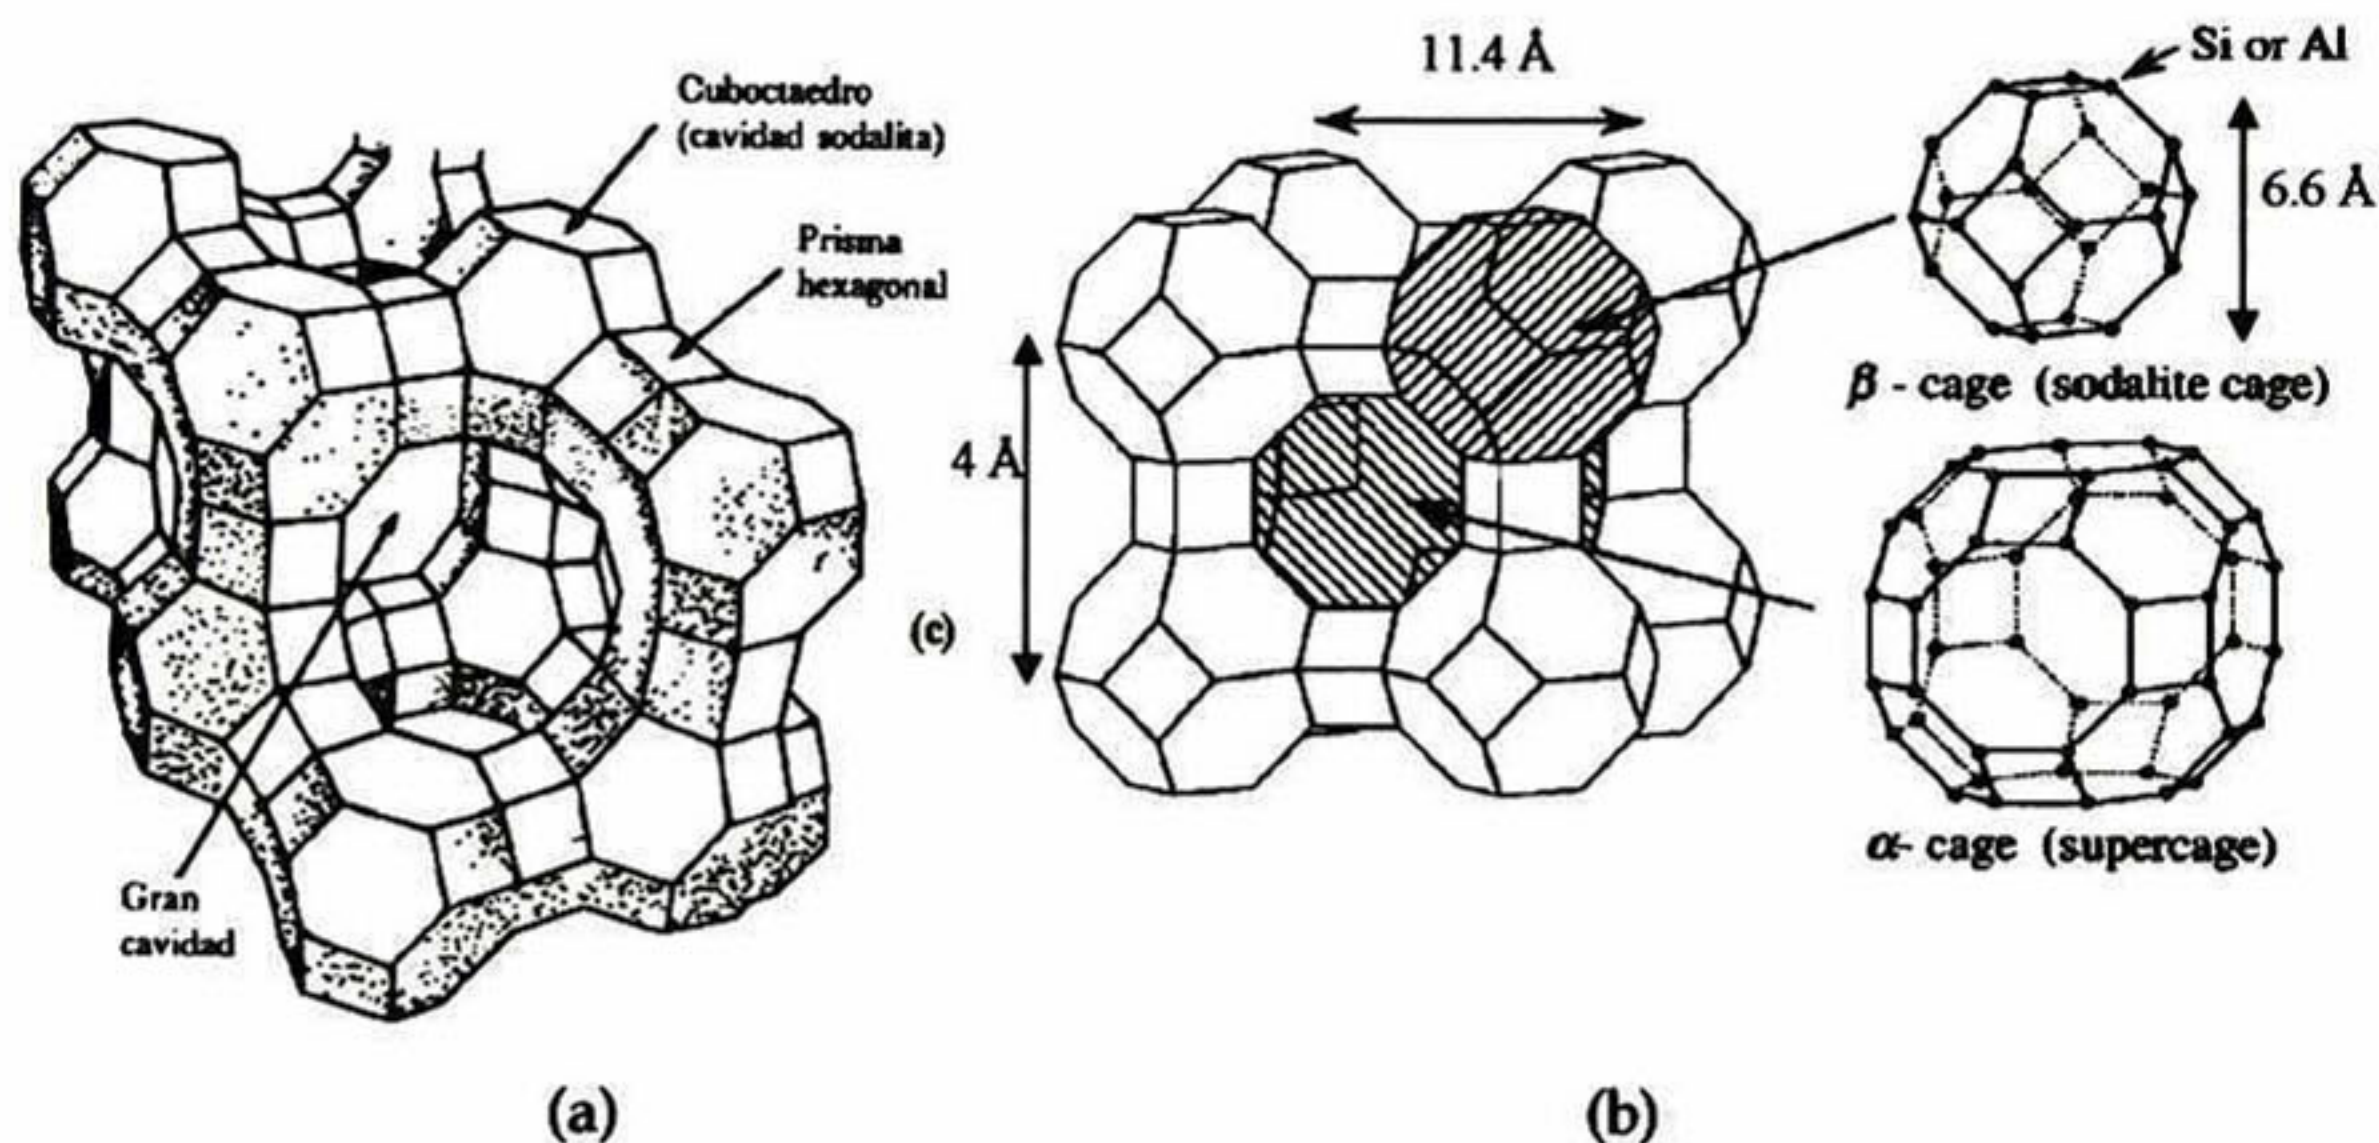 Cuboctaedro
(cavidad sodalita)
Prisma
hexagonal
Gran
cavidad
(a)
11.4 Å
4 Å
(c)
Si or Al
6.6 Å
β - cage (sodalite cage)
α- cage (supercage)
(b)